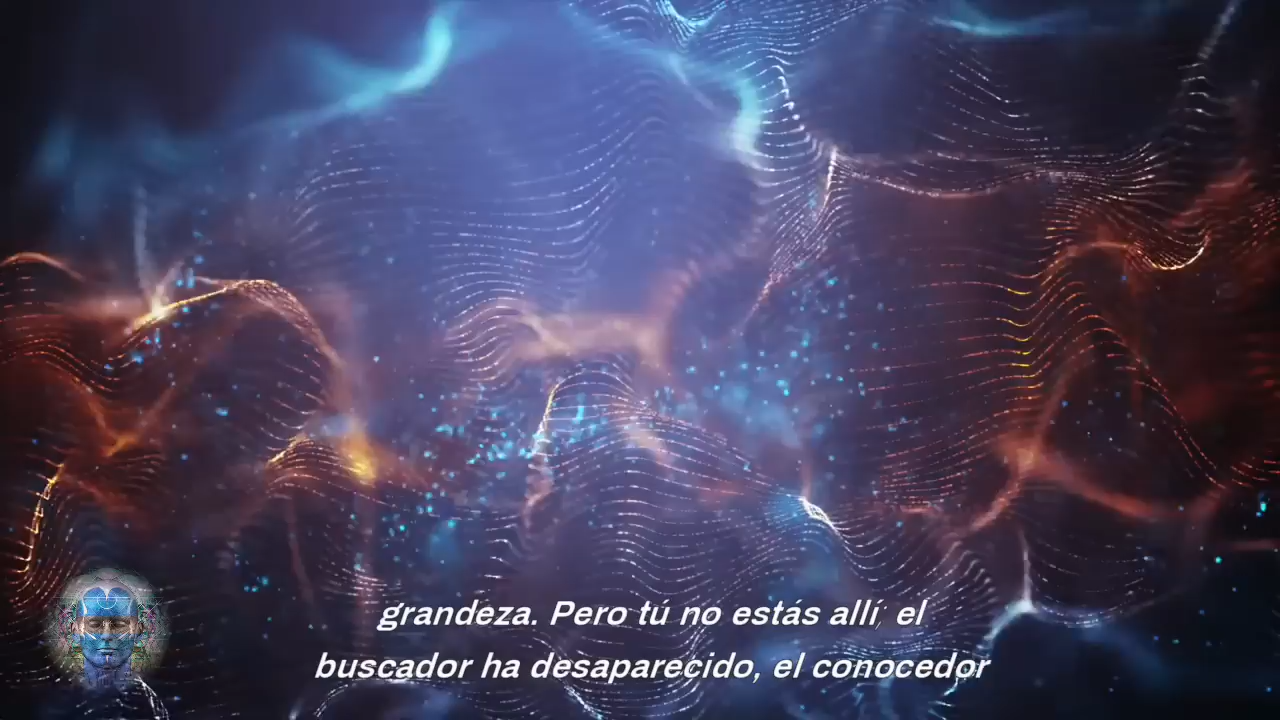 grandeza. Pero tú no estás allí, el
buscador ha desaparecido, el conocedor